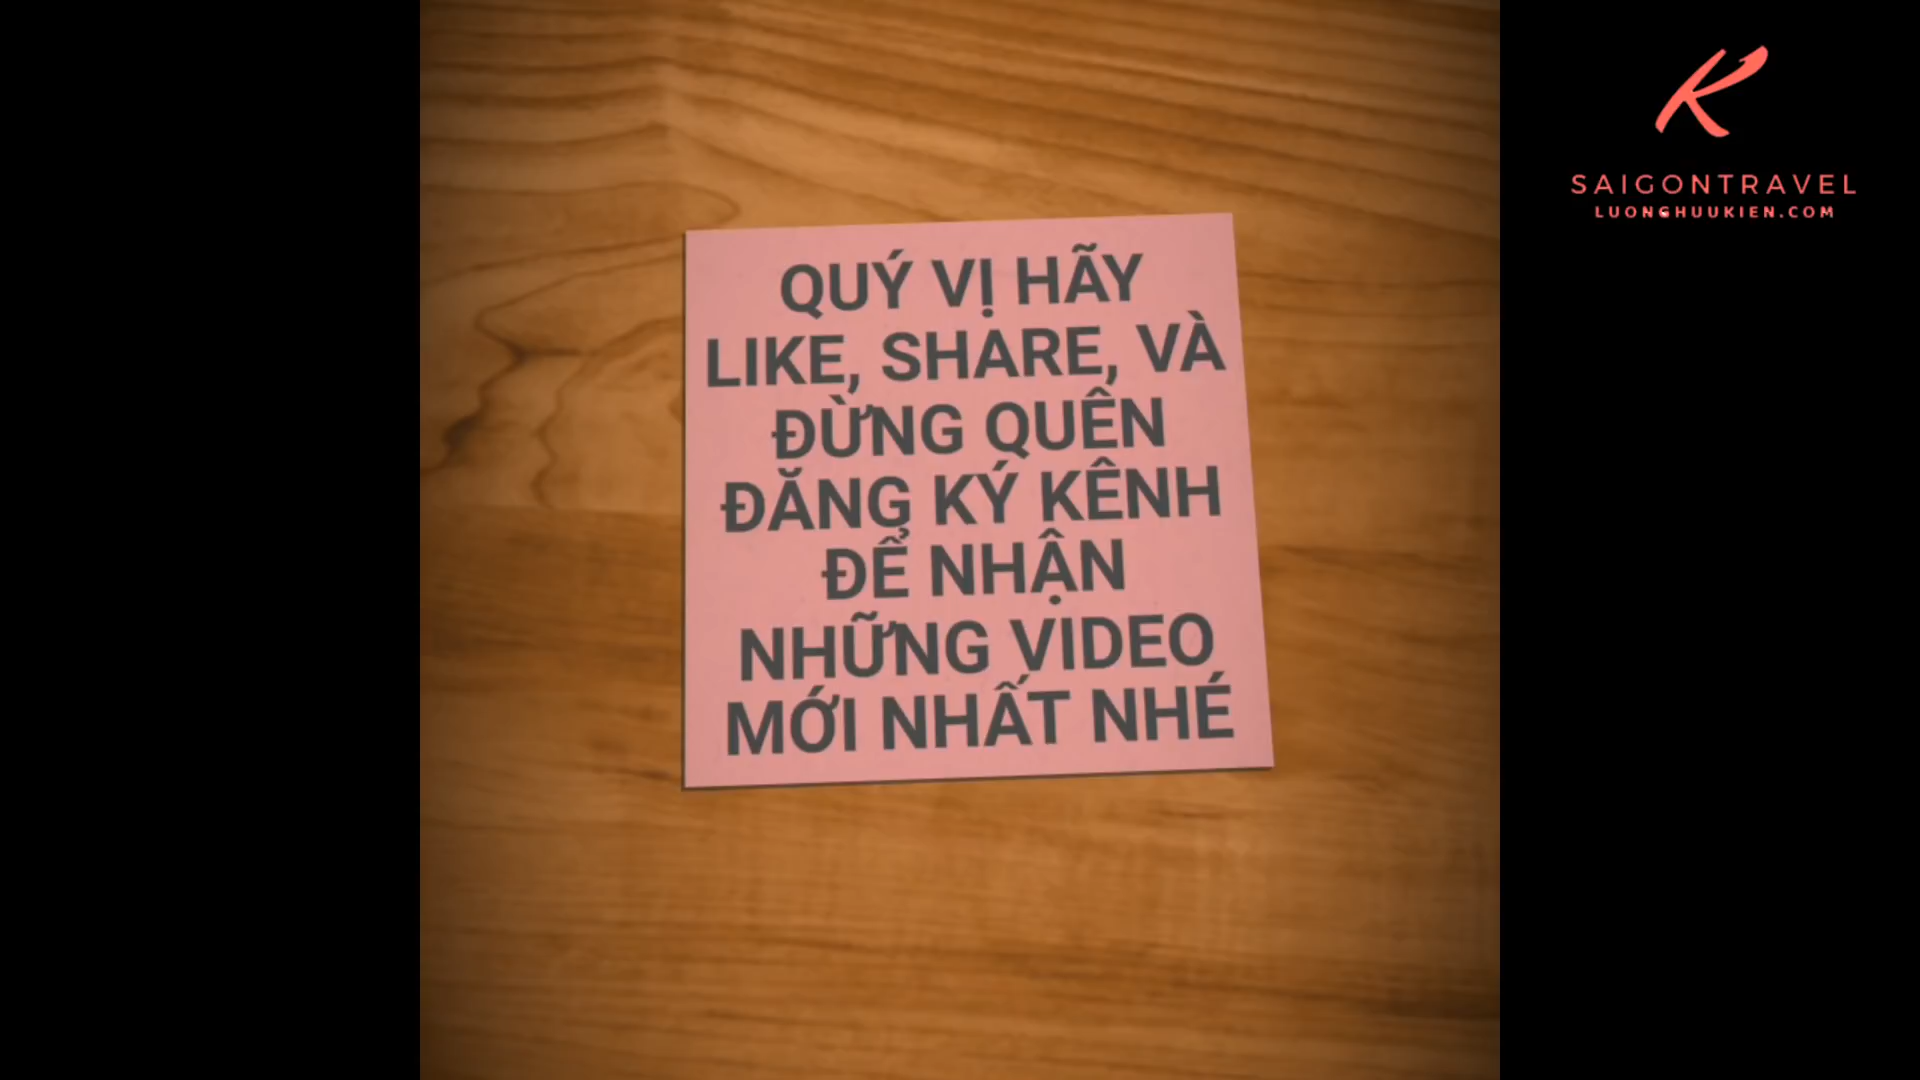 K
SAIGONTRAVEL
LUONGHUUKIEN.COM
QUÝ VỊ HÃY
LIKE, SHARE, VÀ
ĐỪNG QUÊN
ĐĂNG KÝ KÊNH
ĐỂ NHẬN
NHỮNG VIDEO
MỚI NHẤT NHÉ